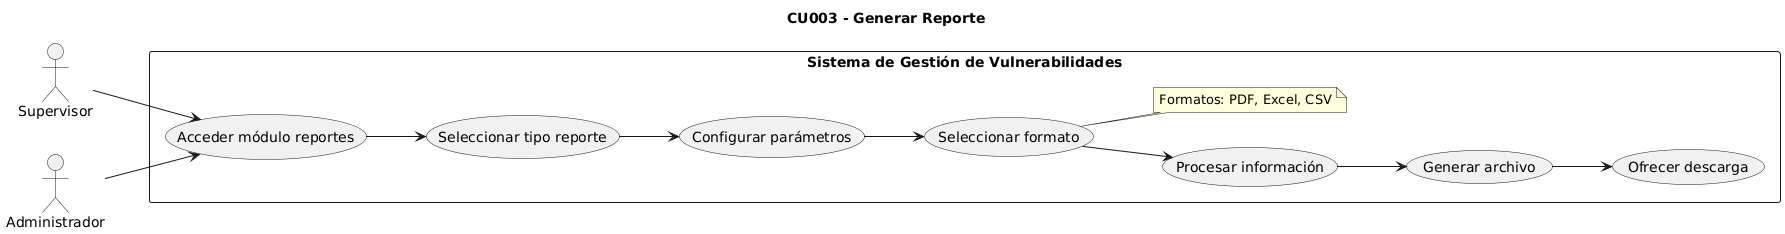 CU003 - Generar Reporte
Sistema de Gestión de Vulnerabilidades
Supervisor
Administrador
Acceder módulo reportes
Seleccionar tipo reporte
Configurar parámetros
Seleccionar formato
Formatos: PDF, Excel, CSV
Procesar información
Generar archivo
Ofrecer descarga